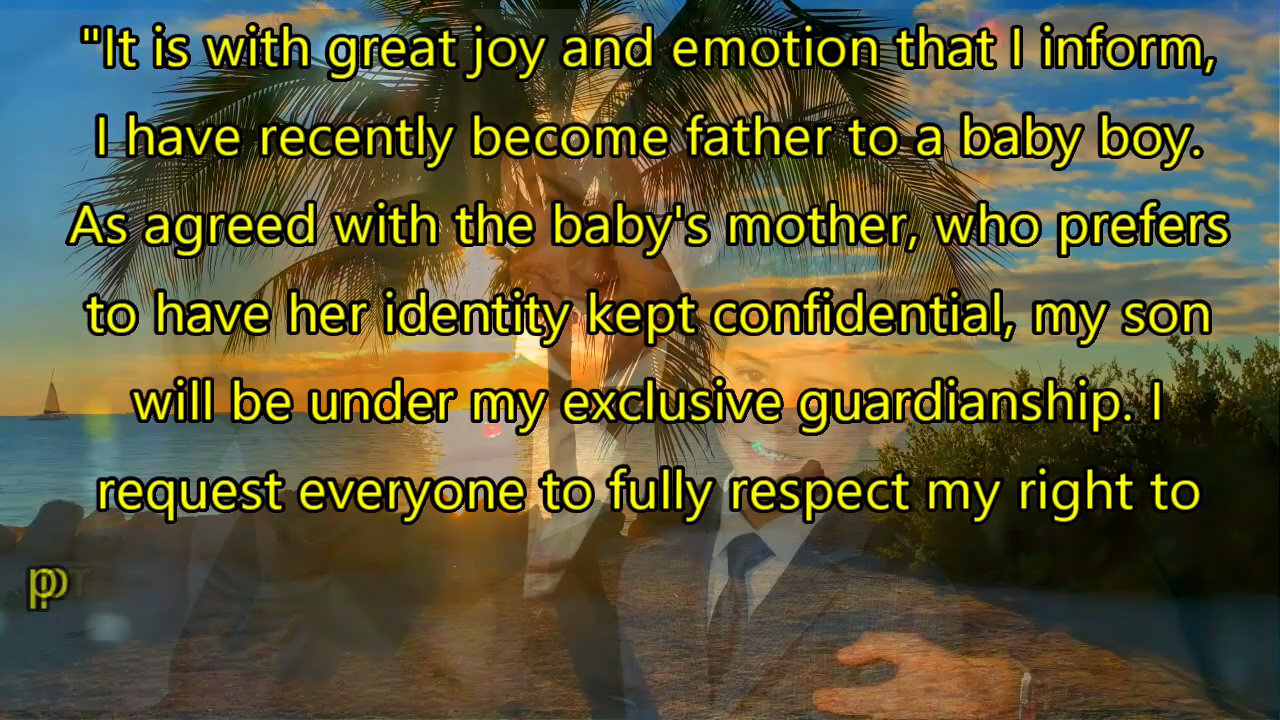 "It is with great joy and emotion that I inform,
I have recently become father to a baby boy.
As agreed with the baby's mother, who prefers
to have her identity kept confidential, my son
will be under my exclusive guardianship. I
request everyone to fully respect my right to